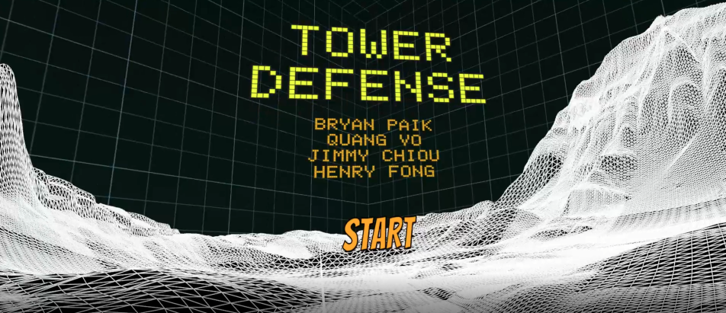 TOWER
DEFENSE
BRYAN PAIK
QUANG VO
JIMMY CHIOU
HENRY FONG
START